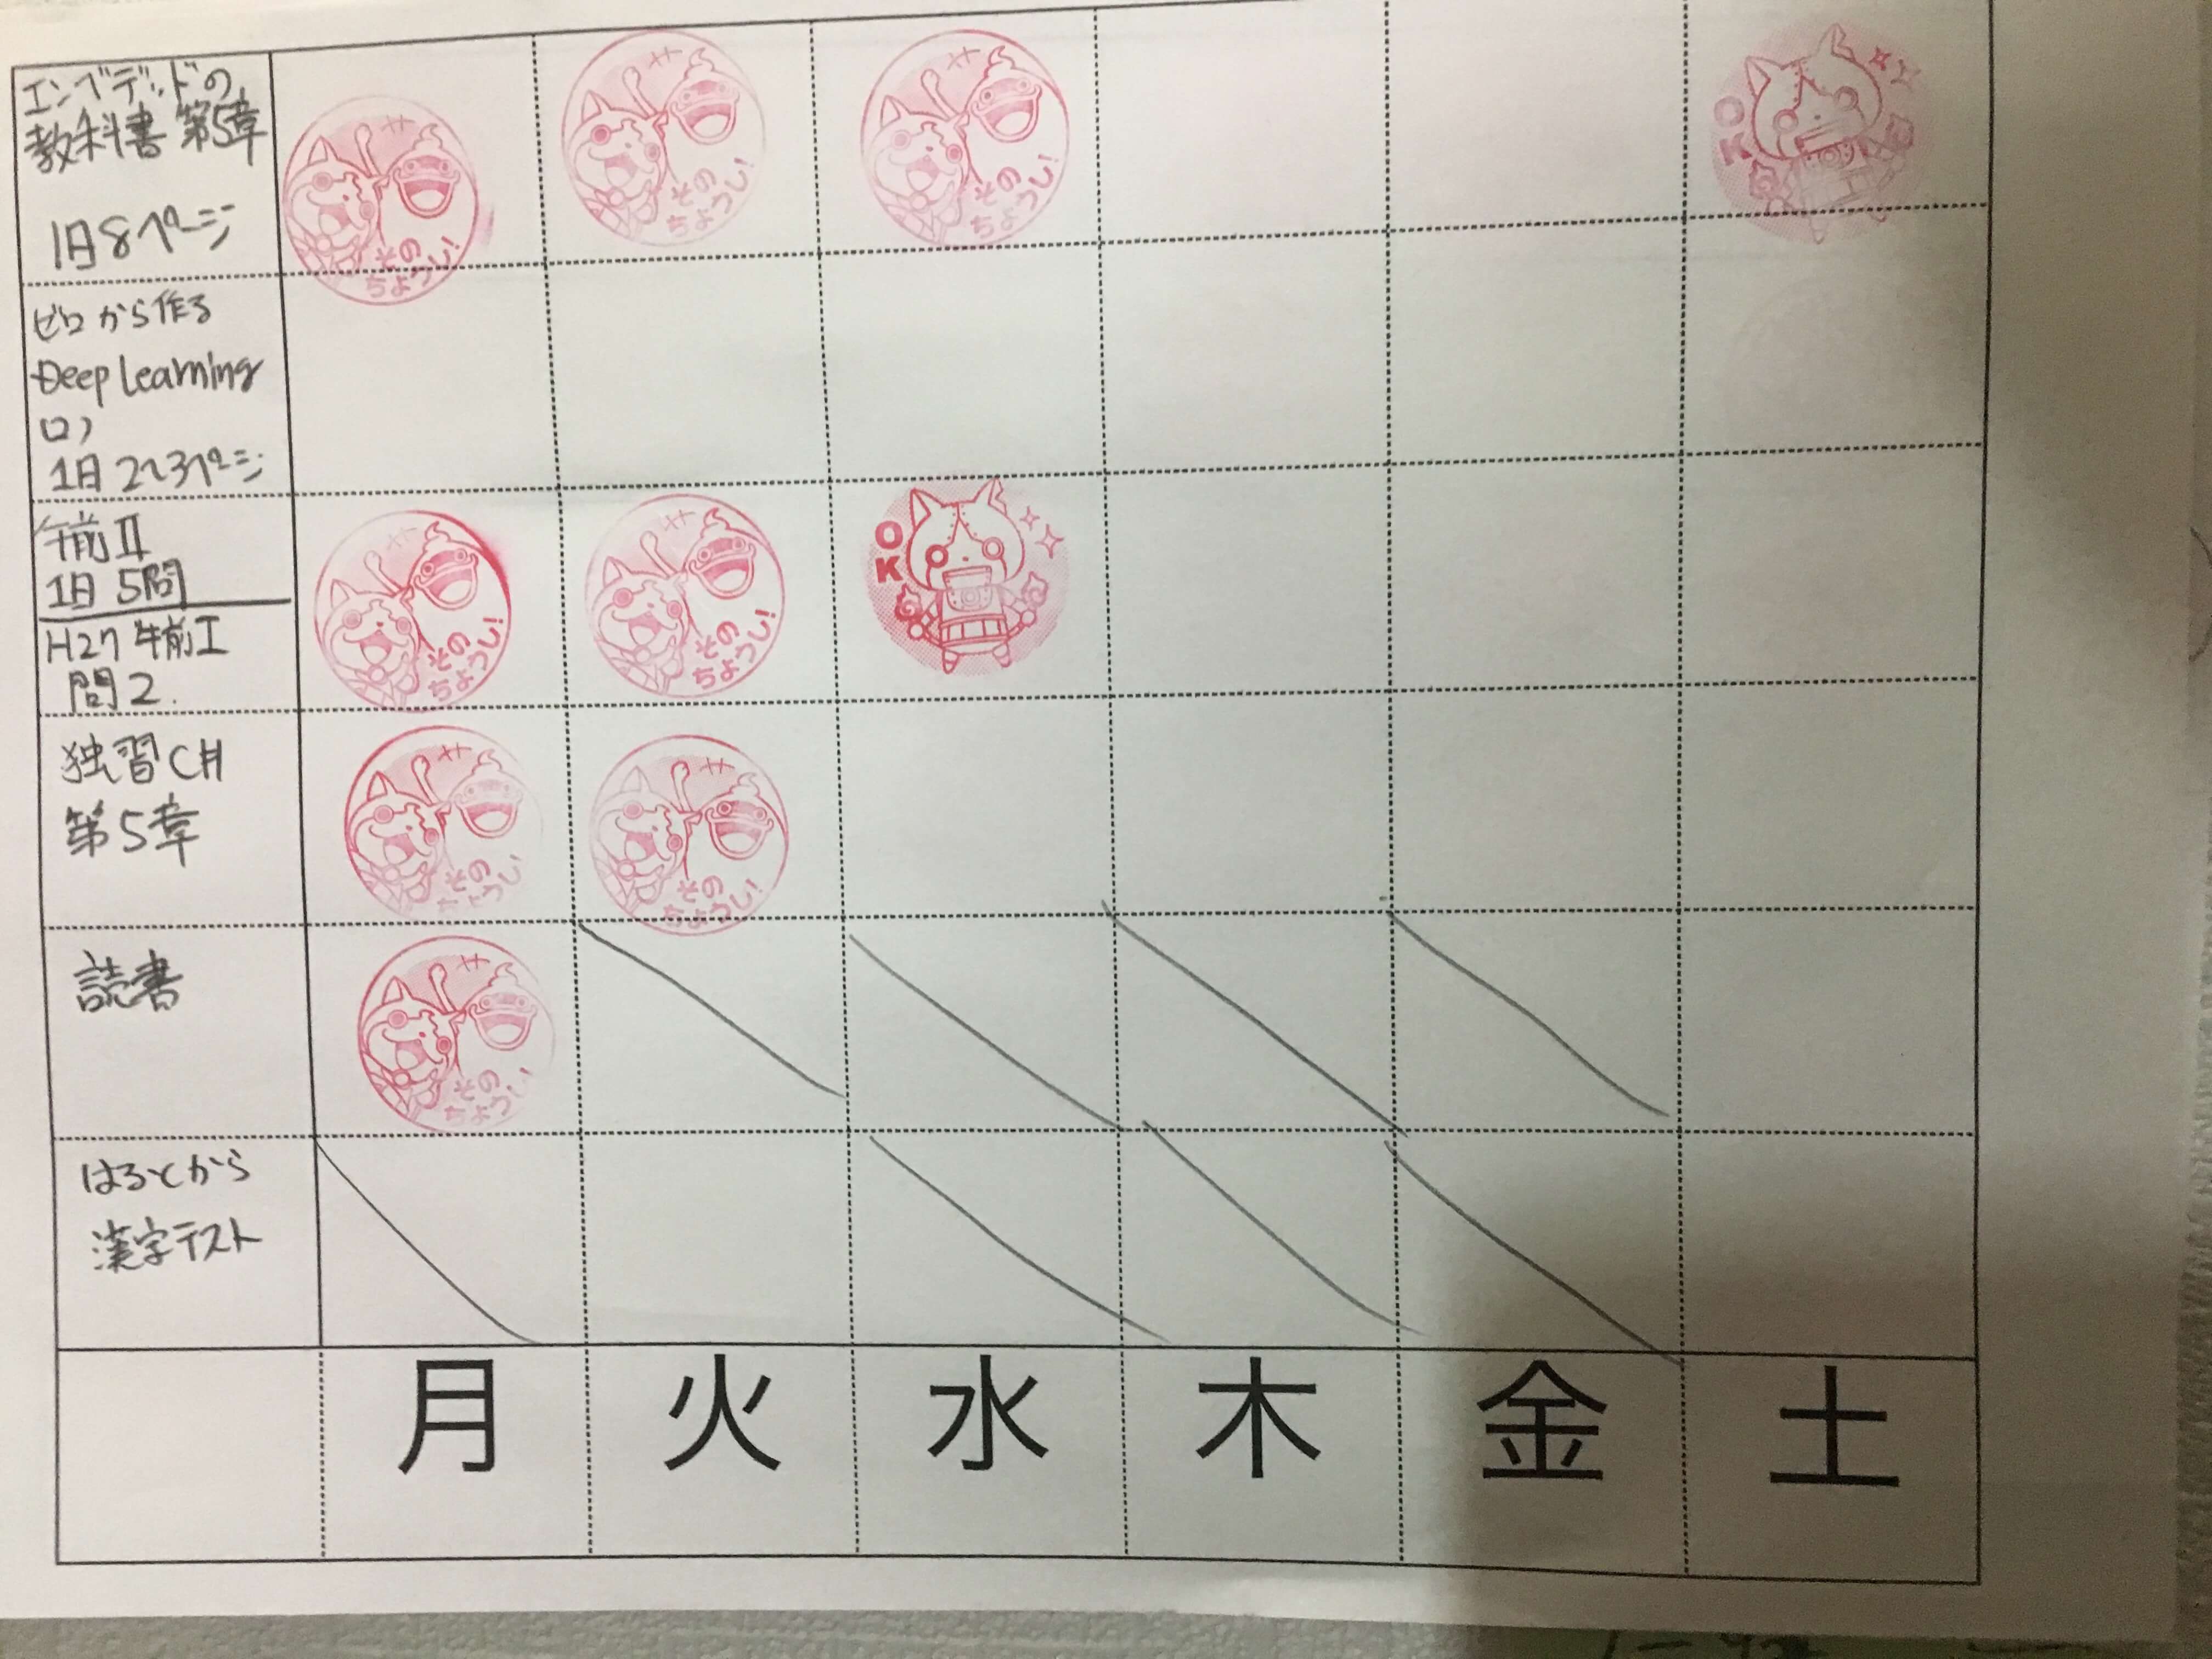 エンベデッドの
教科書 第5章
1日8ページ
その
ちょうし!
その
ちょうし!
その
ちょうし!
OK
ゼロから作る
Deep Learning
1日2〜3ページ
午前II
1日5問
H27 午前I
問2.
その
ちょうし!
その
ちょうし!
OK
独習C#
第5章
その
ちょうし
その
ちょうし!
読書
その
ちょうし!
はるとから
漢字テスト
月 火 水 木 金 土